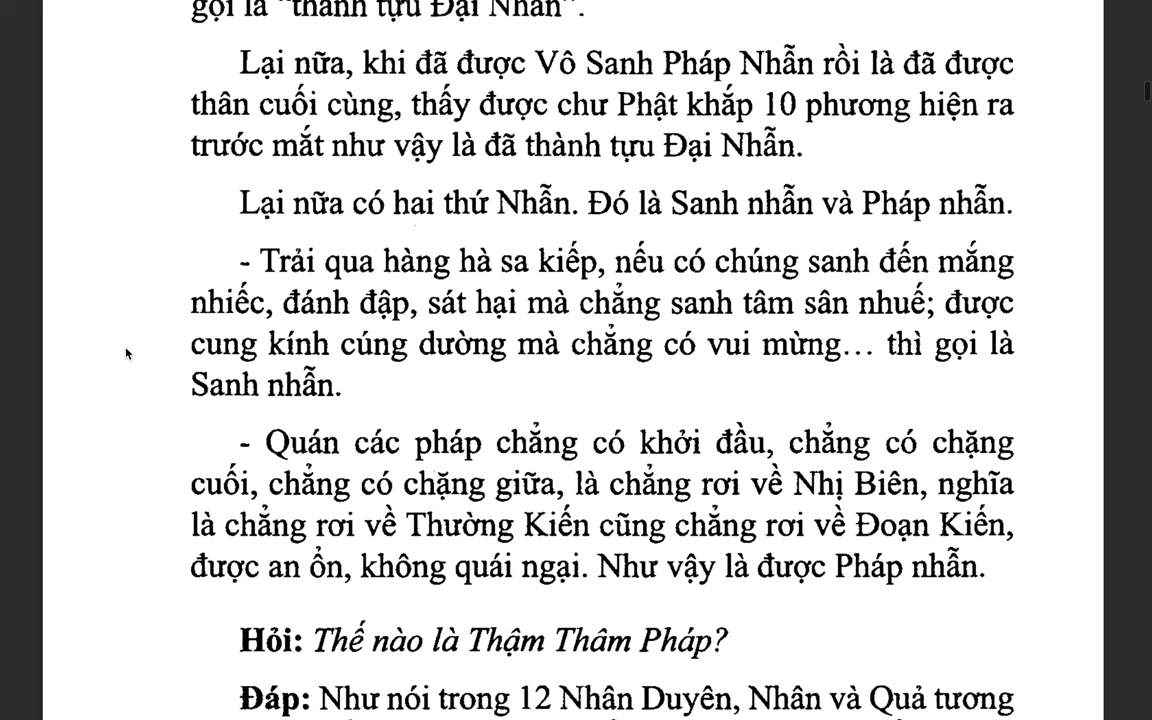 gọi là "thành tựu Đại Nhẫn".
Lại nữa, khi đã được Vô Sanh Pháp Nhẫn rồi là đã được
thân cuối cùng, thấy được chư Phật khắp 10 phương hiện ra
trước mắt như vậy là đã thành tựu Đại Nhẫn.
Lại nữa có hai thứ Nhẫn. Đó là Sanh nhẫn và Pháp nhẫn.
- Trải qua hàng hà sa kiếp, nếu có chúng sanh đến mắng
nhiếc, đánh đập, sát hại mà chẳng sanh tâm sân nhuế; được
cung kính cúng dường mà chẳng có vui mừng… thì gọi là
Sanh nhẫn.
- Quán các pháp chẳng có khởi đầu, chẳng có chặng
cuối, chẳng có chặng giữa, là chẳng rơi về Nhị Biên, nghĩa
là chẳng rơi về Thường Kiến cũng chẳng rơi về Đoạn Kiến,
được an ổn, không quái ngại. Như vậy là được Pháp nhẫn.
Hỏi: Thế nào là Thậm Thâm Pháp?
Đáp: Như nói trong 12 Nhân Duyên, Nhân và Quả tương